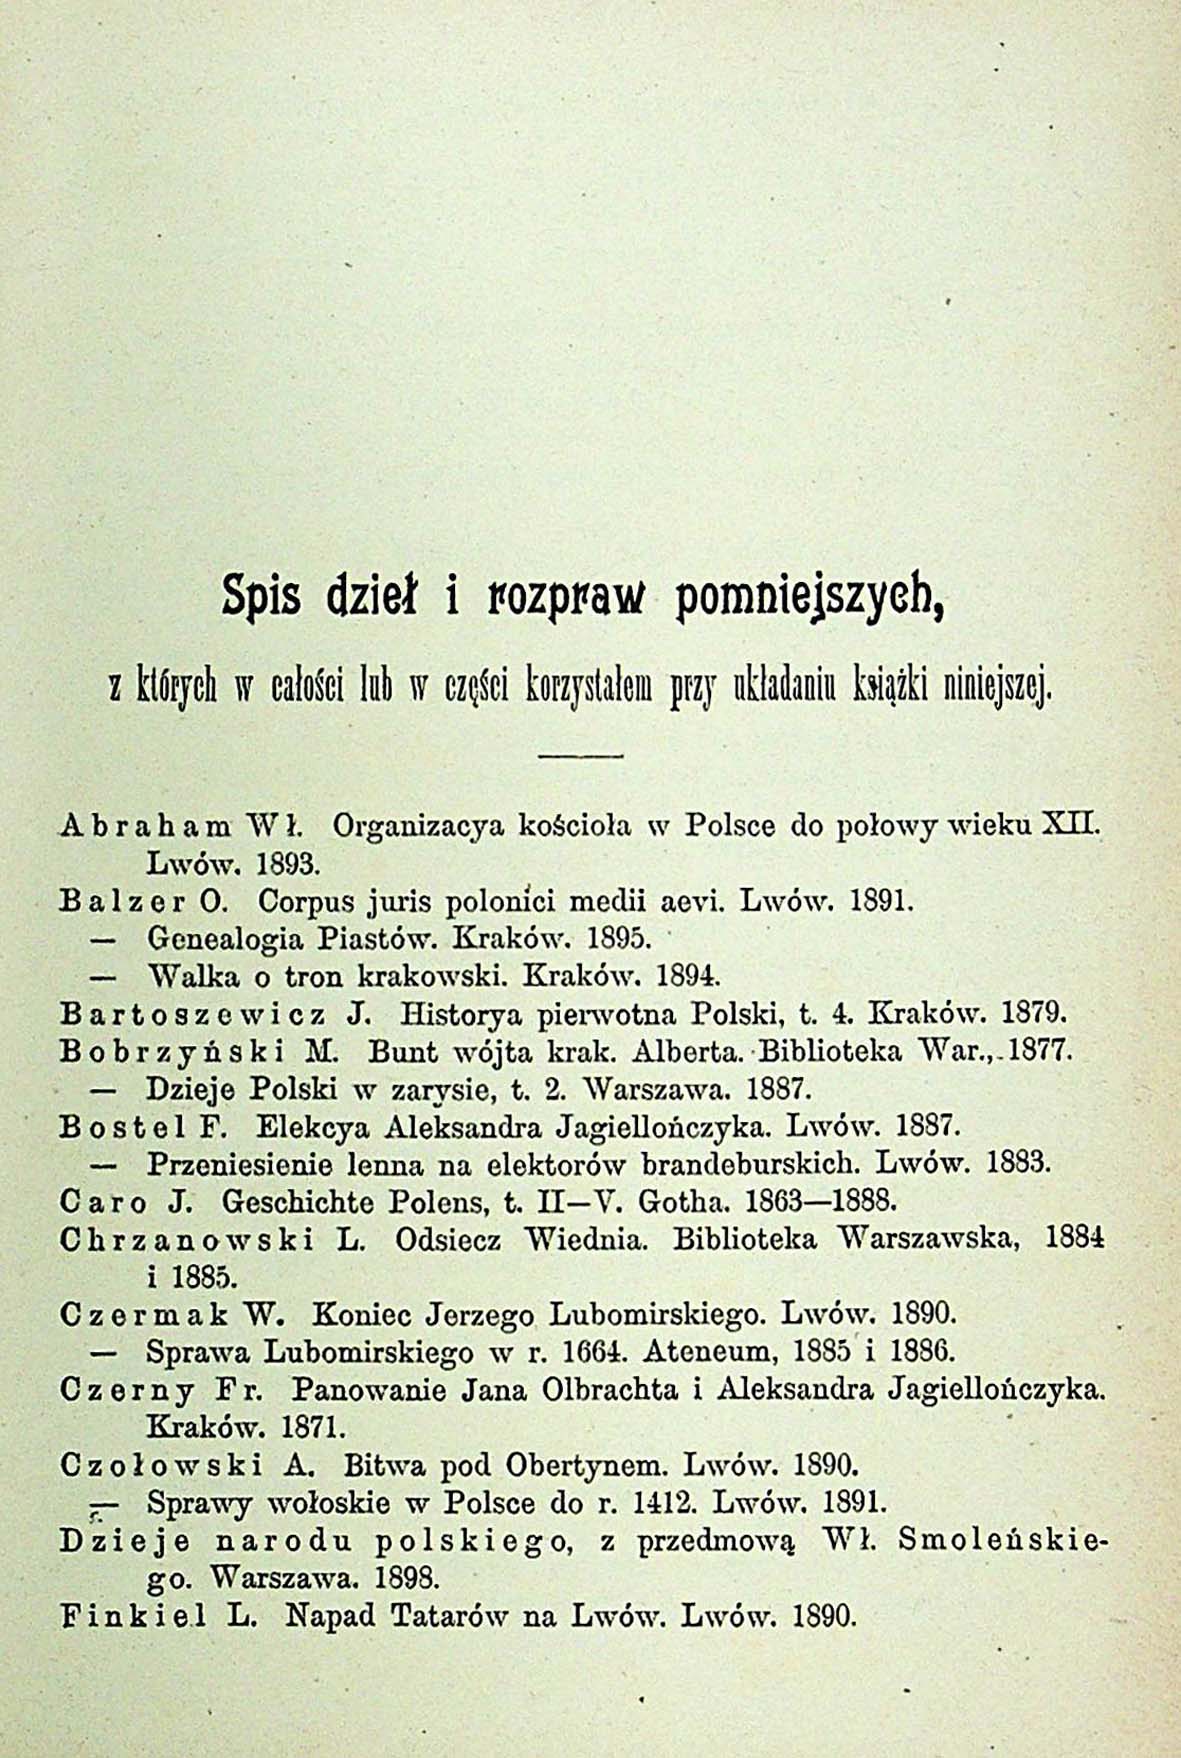 Spis dzieł i rozpraw pomniejszych,
z których w całości lub w części korzystałem przy układaniu książki niniejszej.
Abraham Wł. Organizacya kościoła w Polsce do połowy wieku XII.
Lwów. 1893.
Balzer O. Corpus juris polonici medii aevi. Lwów. 1891.
— Genealogia Piastów. Kraków. 1895.
— Walka o tron krakowski. Kraków. 1894.
Bartoszewicz J. Historya pierwotna Polski, t. 4. Kraków. 1879.
Bobrzyński M. Bunt wójta krak. Alberta. Biblioteka War., 1877.
— Dzieje Polski w zarysie, t. 2. Warszawa. 1887.
Bostel F. Elekcya Aleksandra Jagiellończyka. Lwów. 1887.
— Przeniesienie lenna na elektorów brandeburskich. Lwów. 1883.
Caro J. Geschichte Polens, t. II—V. Gotha. 1863—1888.
Chrzanowski L. Odsiecz Wiednia. Biblioteka Warszawska, 1884
i 1885.
Czermak W. Koniec Jerzego Lubomirskiego. Lwów. 1890.
— Sprawa Lubomirskiego w r. 1664. Ateneum, 1885 i 1886.
Czerny Fr. Panowanie Jana Olbrachta i Aleksandra Jagiellończyka.
Kraków. 1871.
Czołowski A. Bitwa pod Obertynem. Lwów. 1890.
— Sprawy wołoskie w Polsce do r. 1412. Lwów. 1891.
Dzieje narodu polskiego, z przedmową Wł. Smoleńskie-
go. Warszawa. 1898.
Finkiel L. Napad Tatarów na Lwów. Lwów. 1890.